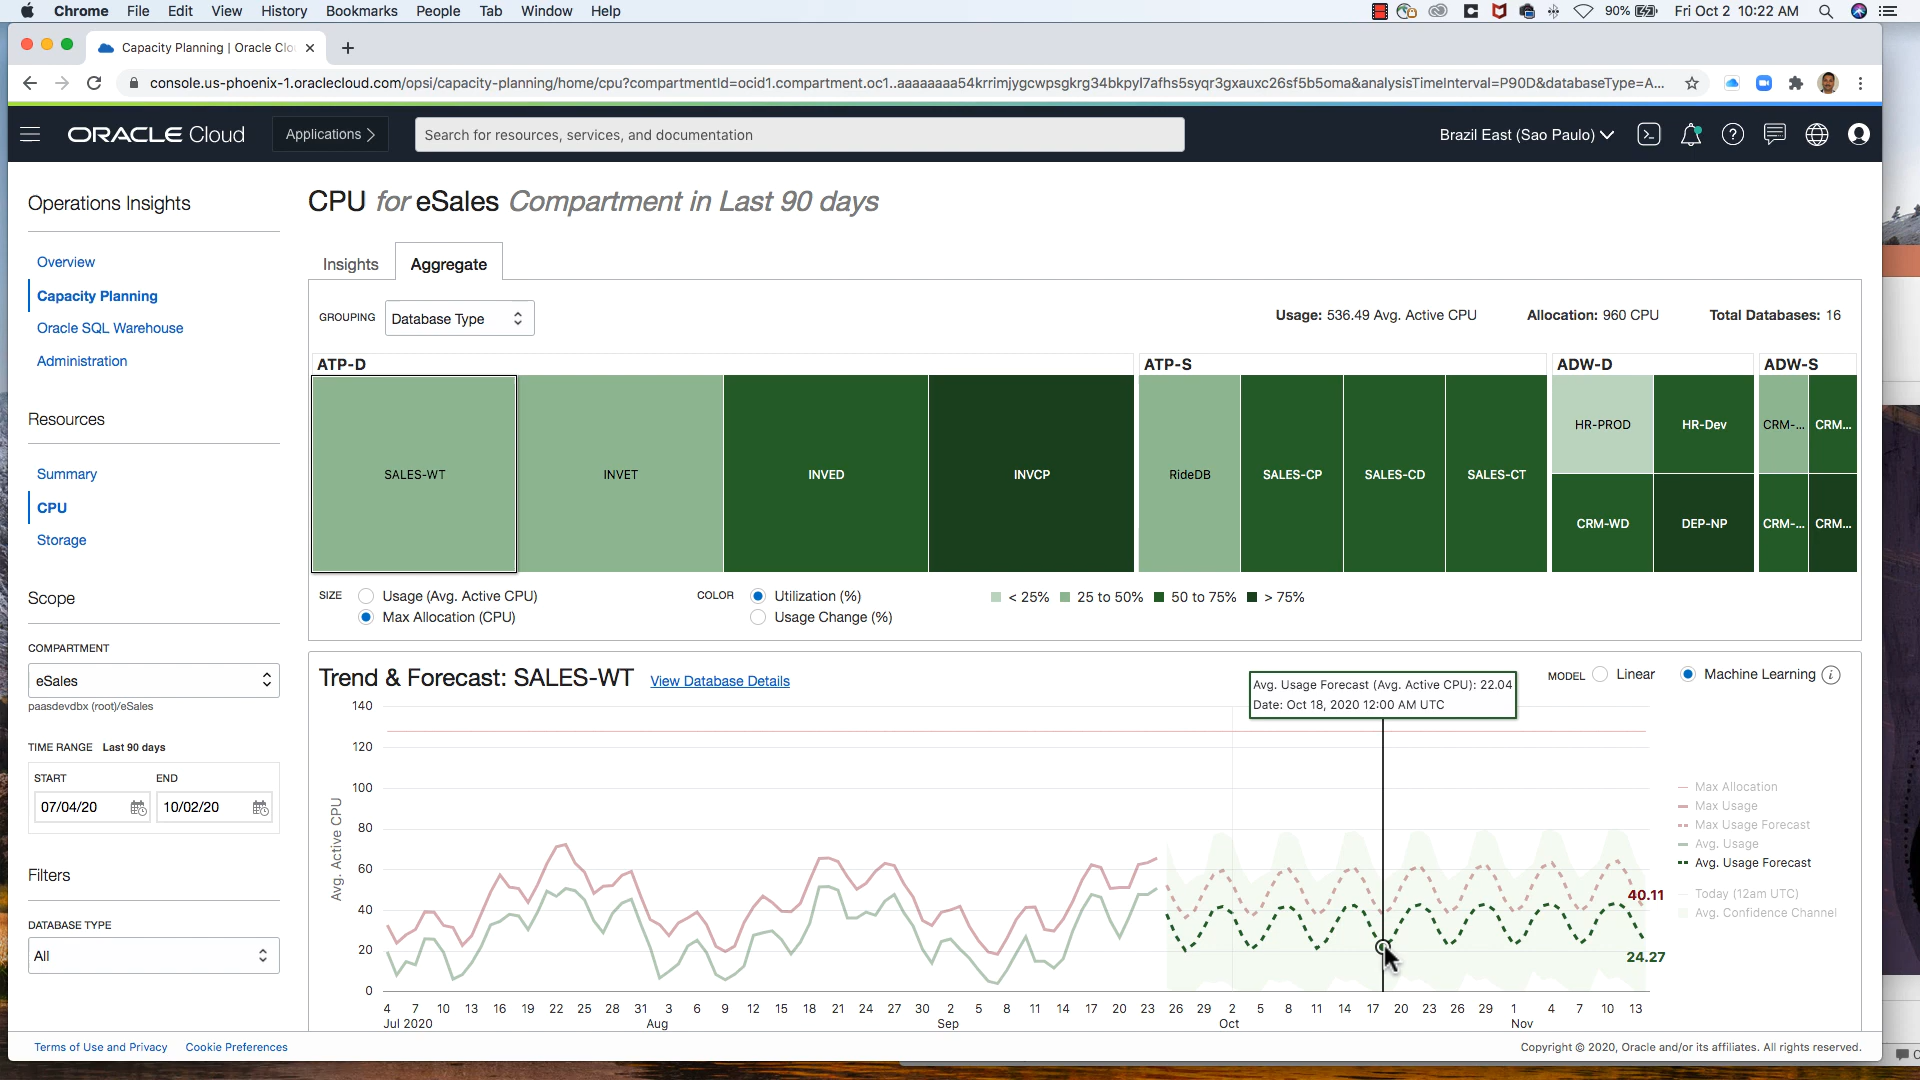 Chrome File Edit View History Bookmarks People Tab Window Help
90% Fri Oct 2 10:22 AM
Capacity Planning | Oracle Clo
console.us-phoenix-1.oraclecloud.com/opsi/capacity-planning/home/cpu?compartmentId=ocid1.compartment.oc1..aaaaaaaa54krrimjygcwpsgkrg34bkpyl7afhs5syqr3gxauxc26sf5b5oma&analysisTimeInterval=P90D&databaseType=A...
ORACLE Cloud
Applications
Search for resources, services, and documentation
Brazil East (Sao Paulo)
Operations Insights
Overview
Capacity Planning
Oracle SQL Warehouse
Administration
Resources
Summary
CPU
Storage
Scope
COMPARTMENT
eSales
paasdevdbx (root)/eSales
TIME RANGE Last 90 days
START END
07/04/20 10/02/20
Filters
DATABASE TYPE
All
CPU for eSales Compartment in Last 90 days
Insights Aggregate
GROUPING Database Type
Usage: 536.49 Avg. Active CPU Allocation: 960 CPU Total Databases: 16
ATP-D ATP-S ADW-D ADW-S
SALES-WT INVET INVED INVCP RideDB SALES-CP SALES-CD SALES-CT
HR-PROD HR-Dev CRM-... CRM...
CRM-WD DEP-NP CRM-... CRM...
SIZE Usage (Avg. Active CPU)
Max Allocation (CPU)
COLOR Utilization (%)
Usage Change (%)
< 25% 25 to 50% 50 to 75% > 75%
Trend & Forecast: SALES-WT View Database Details
MODEL Linear Machine Learning
Avg. Usage Forecast (Avg. Active CPU): 22.04
Date: Oct 18, 2020 12:00 AM UTC
Avg. Active CPU
140
120
100
80
60
40
20
0
40.11
24.27
4 7 10 13 16 19 22 25 28 31 3 6 9 12 15 18 21 24 27 30 2 5 8 11 14 17 20 23 26 29 2 5 8 11 14 17 20 23 26 29 1 4 7 10 13
Jul 2020 Aug Sep Oct Nov
Max Allocation
Max Usage
Max Usage Forecast
Avg. Usage
Avg. Usage Forecast
Today (12am UTC)
Avg. Confidence Channel
Terms of Use and Privacy Cookie Preferences
Copyright © 2020, Oracle and/or its affiliates. All rights reserved.